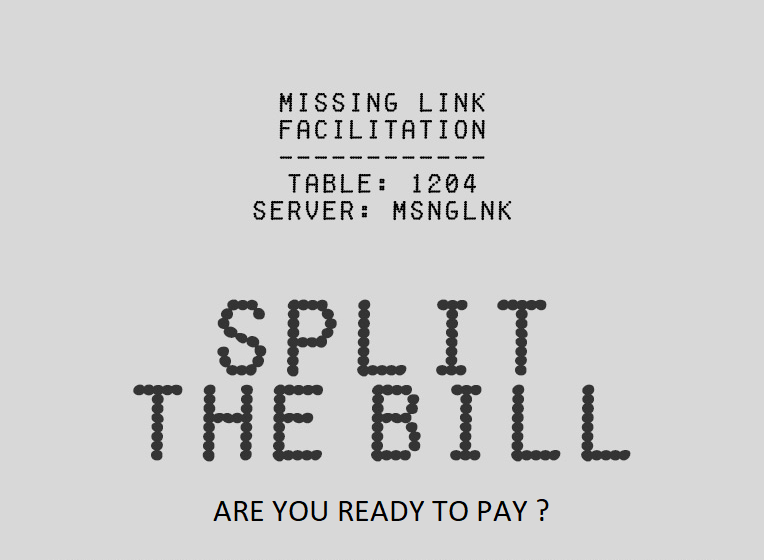 MISSING LINK
FACILITATION
------------
TABLE: 1204
SERVER: MSNGLNK
SPLIT
THE BILL
ARE YOU READY TO PAY ?